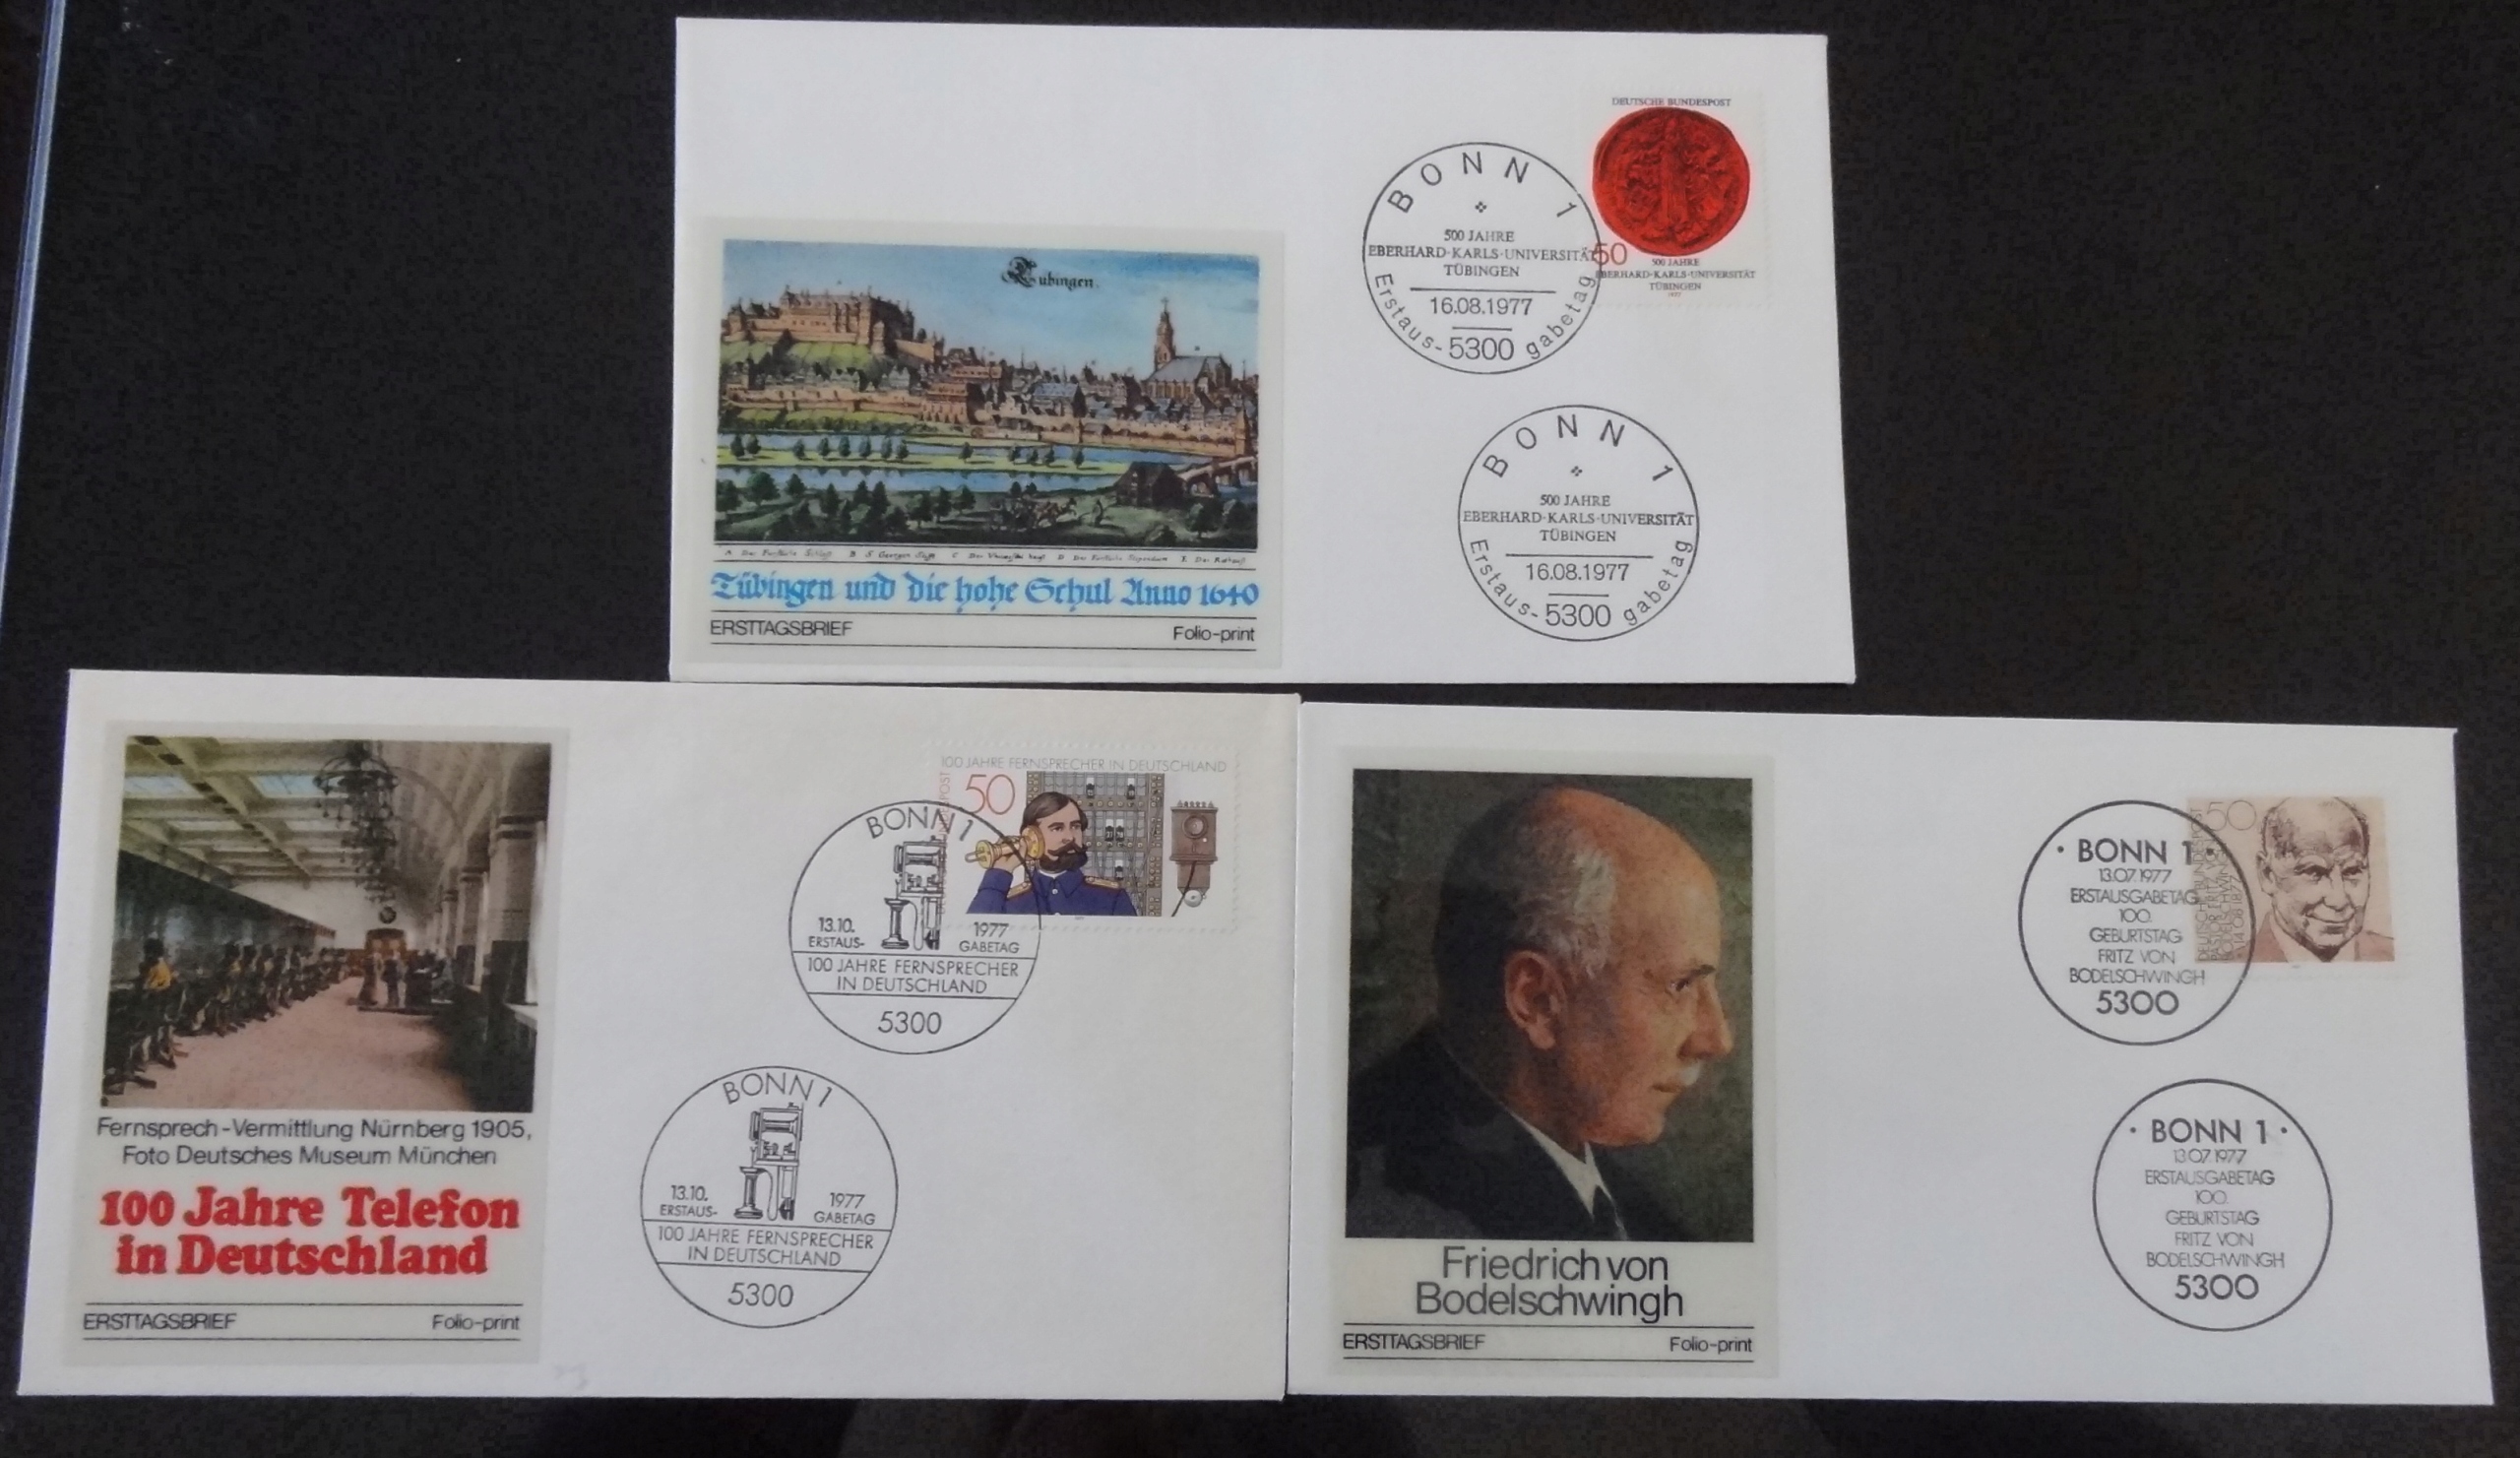 DEUTSCHE BUNDESPOST
50
500 JAHRE
EBERHARD-KARLS-UNIVERSITÄT
TÜBINGEN
1977
BONN 1
500 JAHRE
EBERHARD-KARLS-UNIVERSITÄT
TÜBINGEN
16.08.1977
5300
Erstaus- gabetag
BONN 1
500 JAHRE
EBERHARD-KARLS-UNIVERSITÄT
TÜBINGEN
16.08.1977
5300
Erstaus- gabetag
Tubingen.
Tübingen und die hohe Schul Anno 1640
ERSTTAGSBRIEF Folio-print
100 JAHRE FERNSPRECHER IN DEUTSCHLAND
50
BONN 1
13.10. 1977
ERSTAUS- GABETAG
100 JAHRE FERNSPRECHER
IN DEUTSCHLAND
5300
BONN 1
13.10. 1977
ERSTAUS- GABETAG
100 JAHRE FERNSPRECHER
IN DEUTSCHLAND
5300
Fernsprech-Vermittlung Nürnberg 1905,
Foto Deutsches Museum München
100 Jahre Telefon
in Deutschland
ERSTTAGSBRIEF Folio-print
50
· BONN 1 ·
13.07.1977
ERSTAUSGABETAG
100.
GEBURTSTAG
FRITZ VON
BODELSCHWINGH
5300
· BONN 1 ·
13.07.1977
ERSTAUSGABETAG
100.
GEBURTSTAG
FRITZ VON
BODELSCHWINGH
5300
Friedrich von
Bodelschwingh
ERSTTAGSBRIEF Folio-print